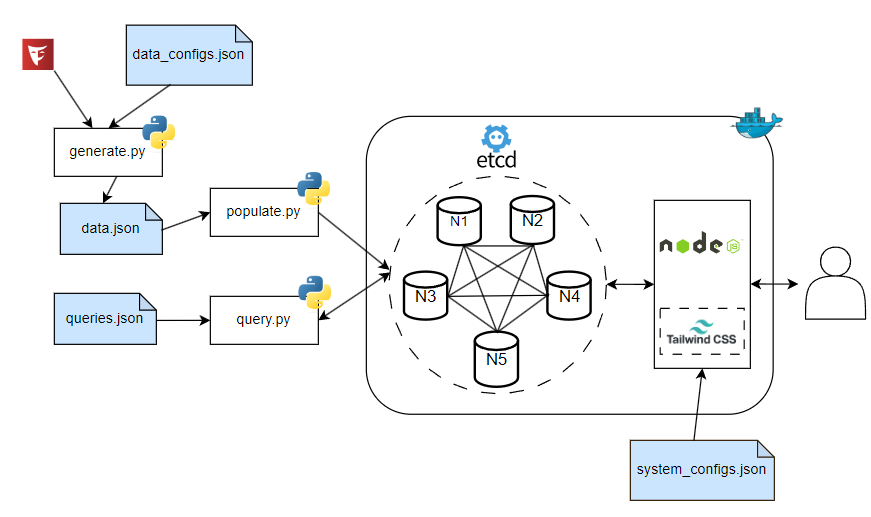 data_configs.json
generate.py
data.json
populate.py
queries.json
query.py
etcd
N1
N2
N3
N4
N5
node
JS
Tailwind CSS
system_configs.json